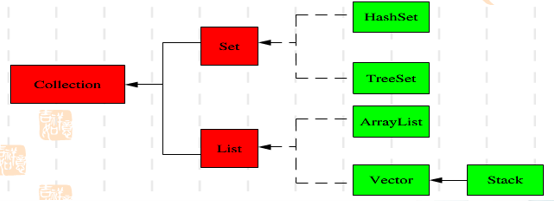 HashSet
Set
TreeSet
Collection
ArrayList
List
Vector
Stack